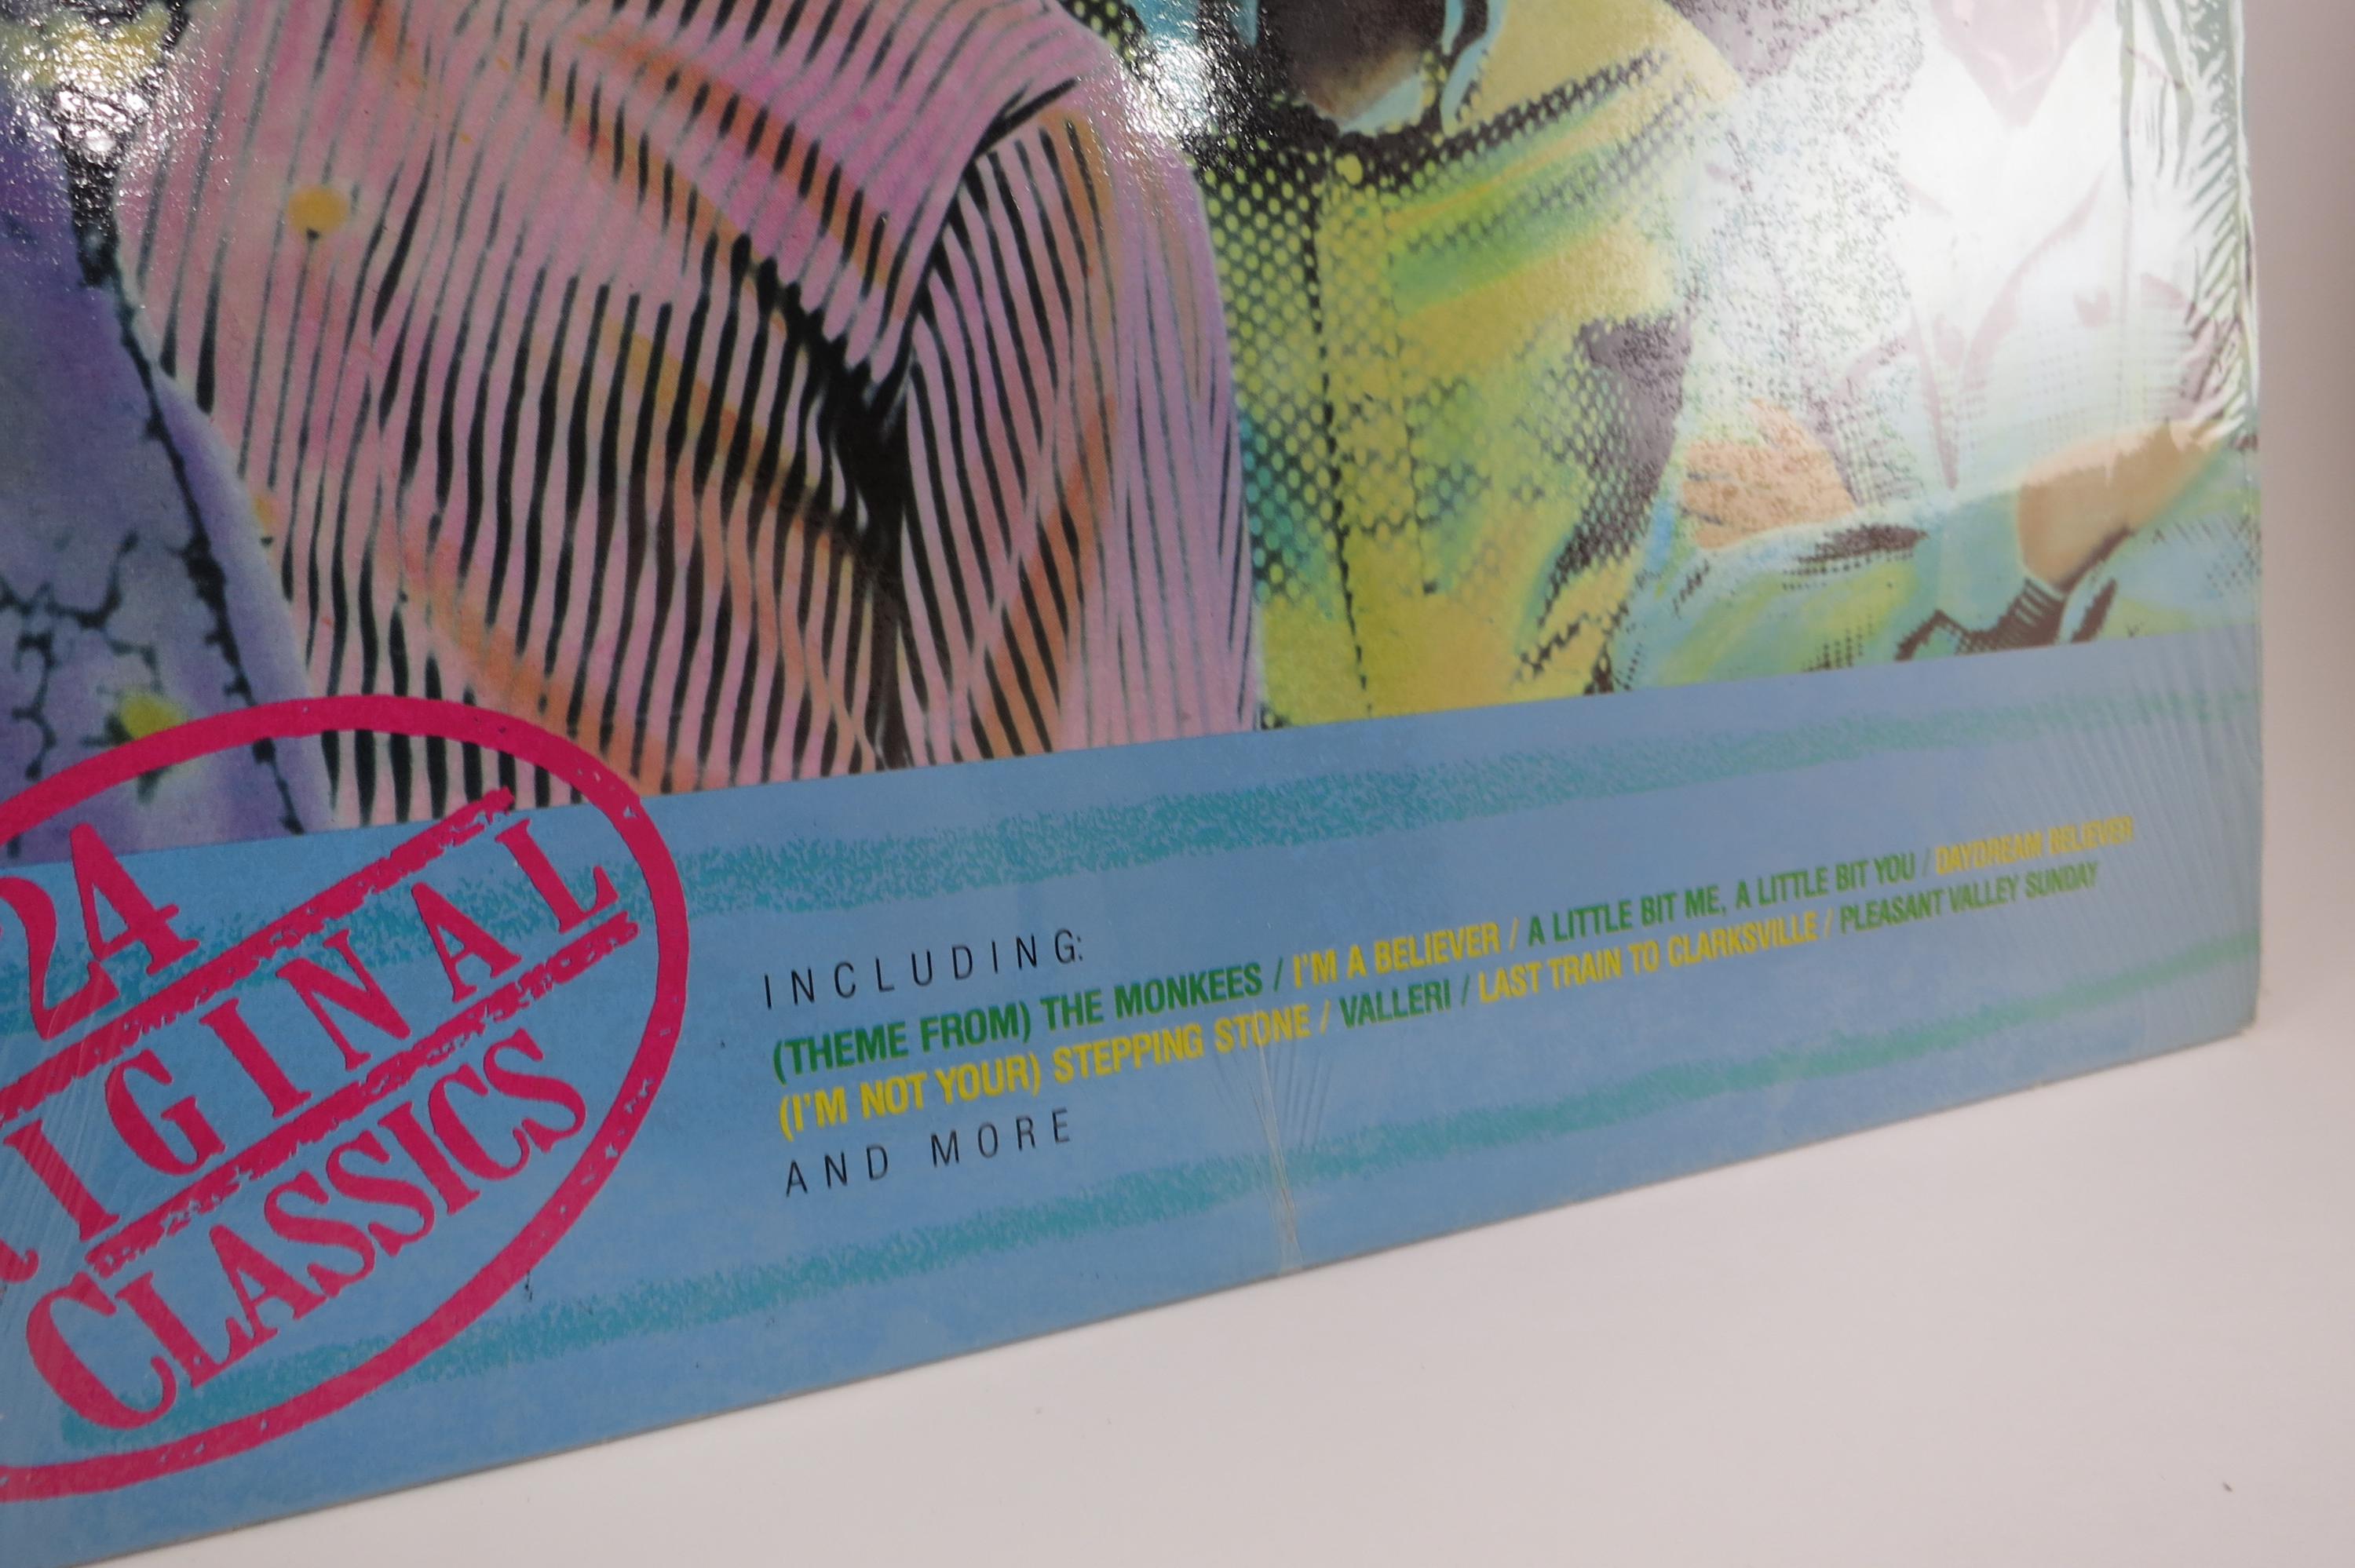 24
ORIGINAL
CLASSICS
INCLUDING:
(THEME FROM) THE MONKEES / I'M A BELIEVER / A LITTLE BIT ME, A LITTLE BIT YOU / DAYDREAM BELIEVER
(I'M NOT YOUR) STEPPING STONE / VALLERI / LAST TRAIN TO CLARKSVILLE / PLEASANT VALLEY SUNDAY
AND MORE